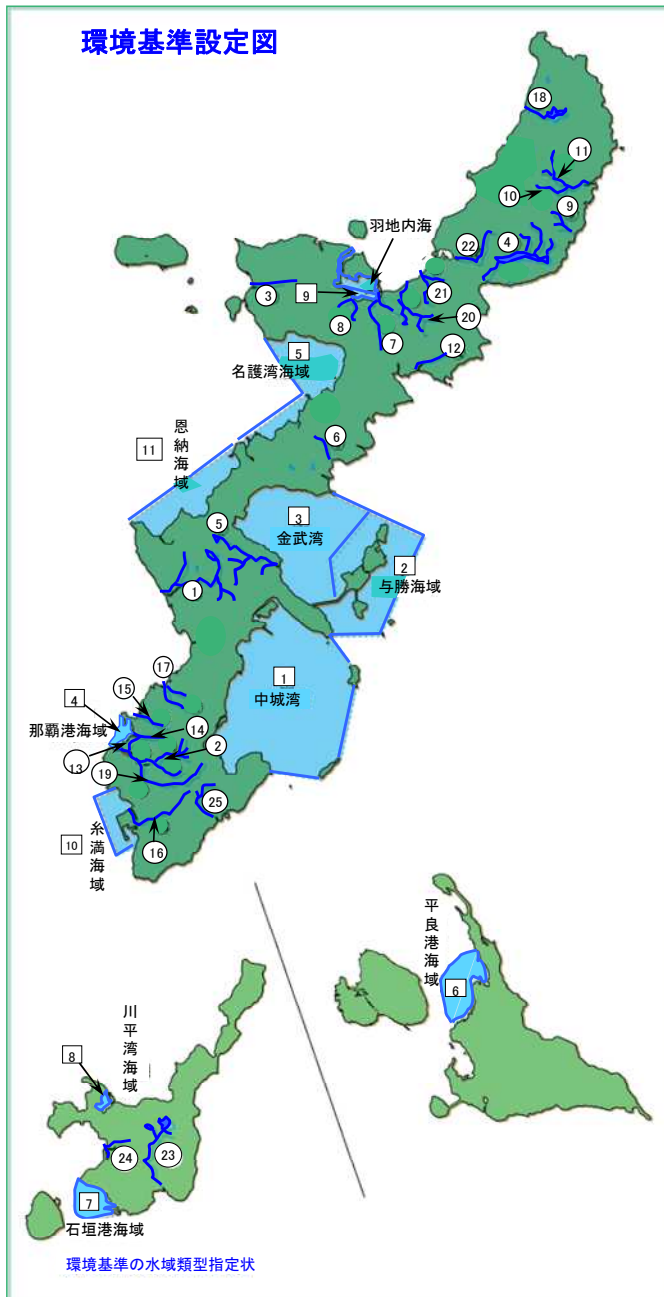 環境基準設定図
18
11
10
9
羽地内海
22
4
9
3
21
8
7
20
12
5
名護湾海域
恩納海域
11
6
5
3
金武湾
2
与勝海域
1
1
中城湾
17
15
4
那覇港海域
14
13
2
19
25
10
糸満海域
16
平良港海域
6
川平湾海域
8
24
23
7
石垣港海域
環境基準の水域類型指定状